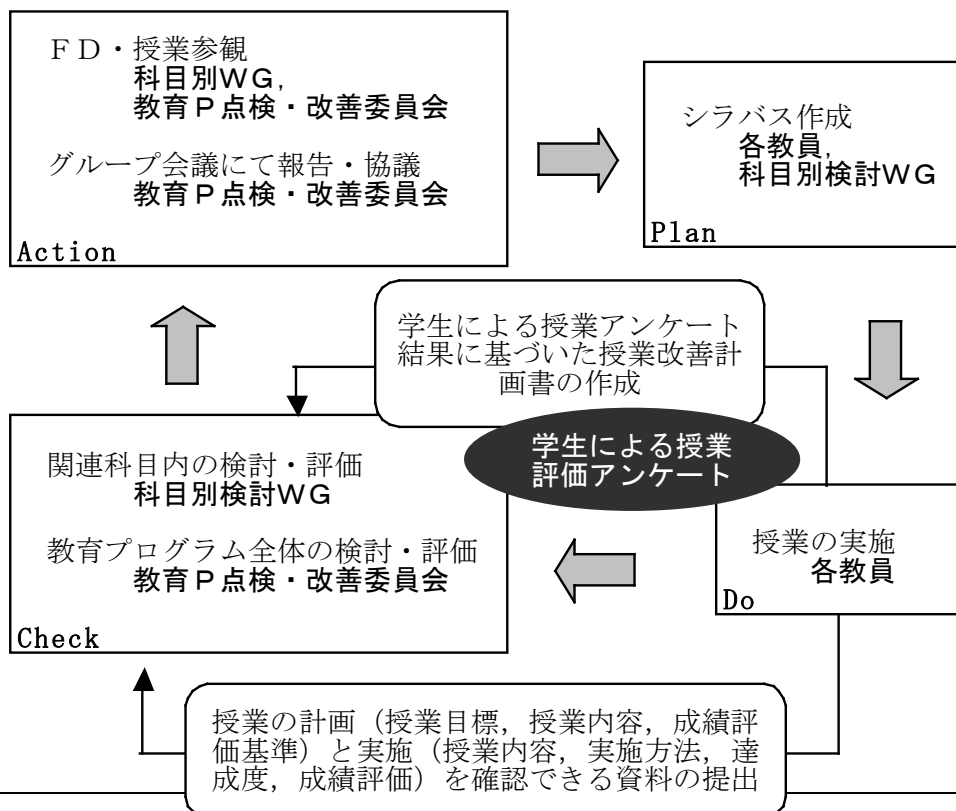 ＦＤ・授業参観
科目別ＷＧ，
教育Ｐ点検・改善委員会
グループ会議にて報告・協議
教育Ｐ点検・改善委員会
Action
シラバス作成
各教員，
科目別検討ＷＧ
Plan
学生による授業アンケート
結果に基づいた授業改善計
画書の作成
学生による授業
評価アンケート
関連科目内の検討・評価
科目別検討ＷＧ
教育プログラム全体の検討・評価
教育Ｐ点検・改善委員会
Check
授業の実施
各教員
Do
授業の計画（授業目標，授業内容，成績評
価基準）と実施（授業内容，実施方法，達
成度，成績評価）を確認できる資料の提出